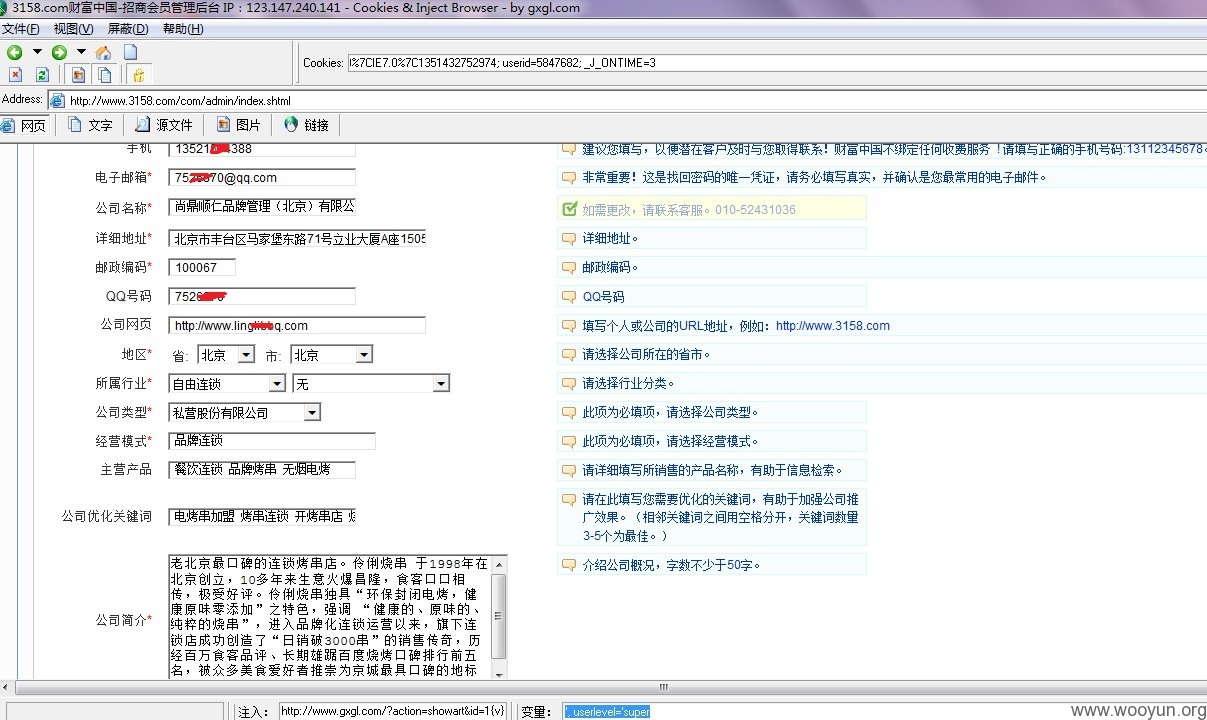 3158.com财富中国-招商会员管理后台 IP：123.147.240.141 - Cookies & Inject Browser - by gxgl.com
文件(F) 视图(V) 屏蔽(D) 帮助(H)
Cookies: l%7CIE7.0%7C1351432752974; userid=5847682; _J_ONTIME=3
Address: http://www.3158.com/com/admin/index.shtml
网页 文字 源文件 图片 链接
手机 13521 388 建议您填写，以便潜在客户及时与您取得联系！财富中国不绑定任何收费服务 ！请填写正确的手机号码:13112345678。
电子邮箱* 75 70@qq.com 非常重要！这是找回密码的唯一凭证，请务必填写真实，并确认是您最常用的电子邮件。
公司名称* 尚鼎顺仁品牌管理（北京）有限公 如需更改，请联系客服。010-52431036
详细地址* 北京市丰台区马家堡东路71号立业大厦A座1505 详细地址。
邮政编码* 100067 邮政编码。
QQ号码 752 QQ号码
公司网页 http://www.ling q.com 填写个人或公司的URL地址，例如：http://www.3158.com
地区* 省: 北京 市: 北京 请选择公司所在的省市。
所属行业* 自由连锁 无 请选择行业分类。
公司类型* 私营股份有限公司 此项为必填项，请选择公司类型。
经营模式* 品牌连锁 此项为必填项，请选择经营模式。
主营产品 餐饮连锁 品牌烤串 无烟电烤 请详细填写所销售的产品名称，有助于信息检索。
公司优化关键词 电烤串加盟 烤串连锁 开烤串店
请在此填写您需要优化的关键词，有助于加强公司推
广效果。（相邻关键词之间用空格分开，关键词数量
3-5个为最佳。）
公司简介*
老北京最口碑的连锁烤串店。伶俐烧串 于1998年在
北京创立，10多年来生意火爆昌隆，食客口口相
传，极受好评。伶俐烧串独具“环保封闭电烤，健
康原味零添加”之特色，强调 “健康的、原味的、
纯粹的烧串”，进入品牌化连锁运营以来，旗下连
锁店成功创造了“日销破3000串”的销售传奇，历
经百万食客品评、长期雄踞百度烧烤口碑排行前五
名，被众多美食爱好者推崇为京城最具口碑的地标
介绍公司概况，字数不少于50字。
注入: http://www.gxgl.com/?action=showart&id=1{v} 变量: ', userlevel='super
www.wooyun.org